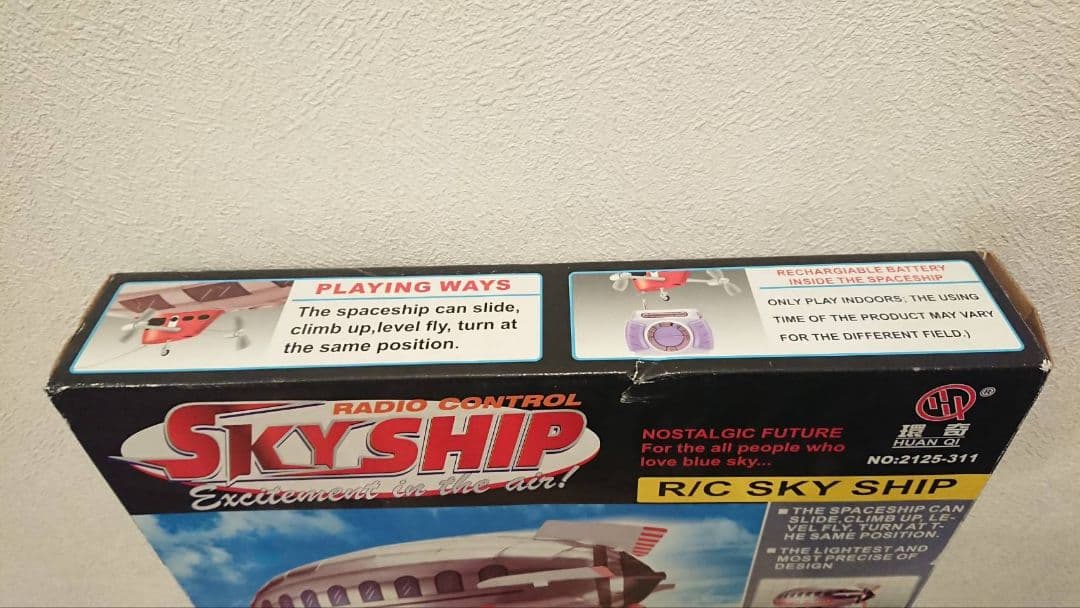 PLAYING WAYS
The spaceship can slide,
climb up,level fly, turn at
the same position.
RECHARGIABLE BATTERY
INSIDE THE SPACESHIP
ONLY PLAY INDOORS; THE USING
TIME OF THE PRODUCT MAY VARY
FOR THE DIFFERENT FIELD.)
RADIO CONTROL
SKY SHIP
Excitement in the air!
NOSTALGIC FUTURE
For the all people who
love blue sky...
HQ ®
環奇
HUAN QI
NO:2125-311
R/C SKY SHIP
THE SPACESHIP CAN
SLIDE,CLIMB UP, LE-
VEL FLY, TURN AT T-
HE SAME POSITION.
THE LIGHTEST AND
MOST PRECISE OF
DESIGN